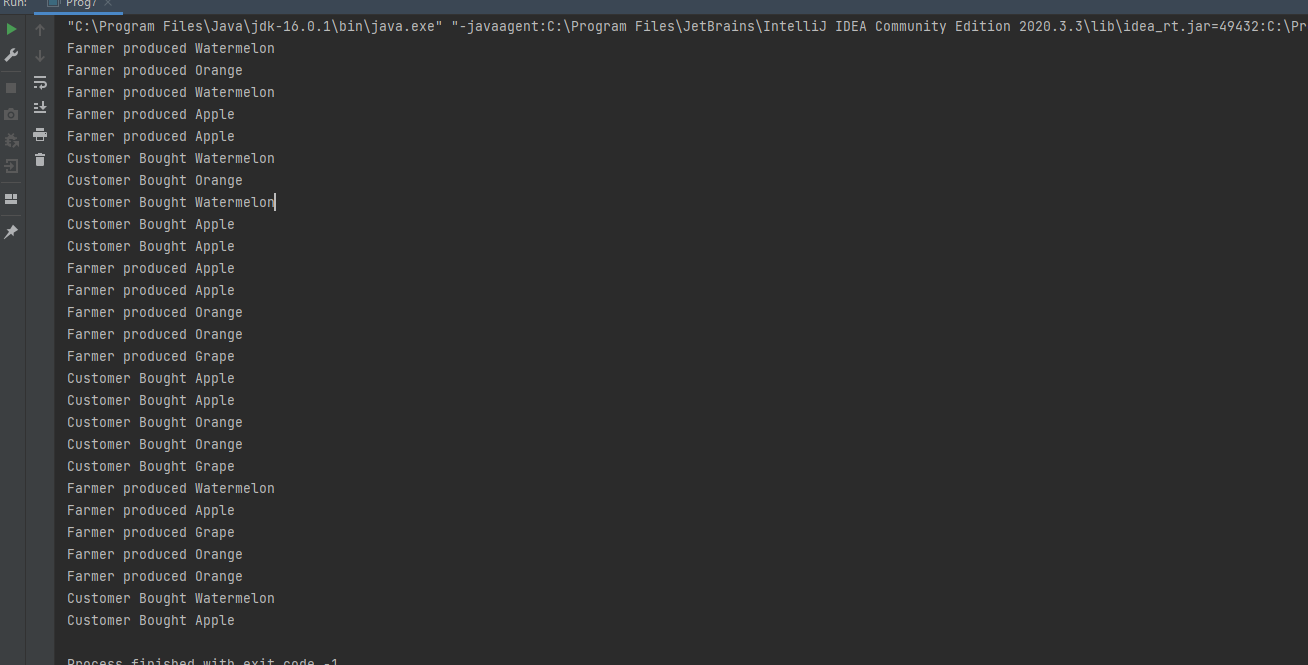 Run: Prog7
"C:\Program Files\Java\jdk-16.0.1\bin\java.exe" "-javaagent:C:\Program Files\JetBrains\IntelliJ IDEA Community Edition 2020.3.3\lib\idea_rt.jar=49432:C:\Pr
Farmer produced Watermelon
Farmer produced Orange
Farmer produced Watermelon
Farmer produced Apple
Farmer produced Apple
Customer Bought Watermelon
Customer Bought Orange
Customer Bought Watermelon
Customer Bought Apple
Customer Bought Apple
Farmer produced Apple
Farmer produced Apple
Farmer produced Orange
Farmer produced Orange
Farmer produced Grape
Customer Bought Apple
Customer Bought Apple
Customer Bought Orange
Customer Bought Orange
Customer Bought Grape
Farmer produced Watermelon
Farmer produced Apple
Farmer produced Grape
Farmer produced Orange
Farmer produced Orange
Customer Bought Watermelon
Customer Bought Apple
Process finished with exit code -1